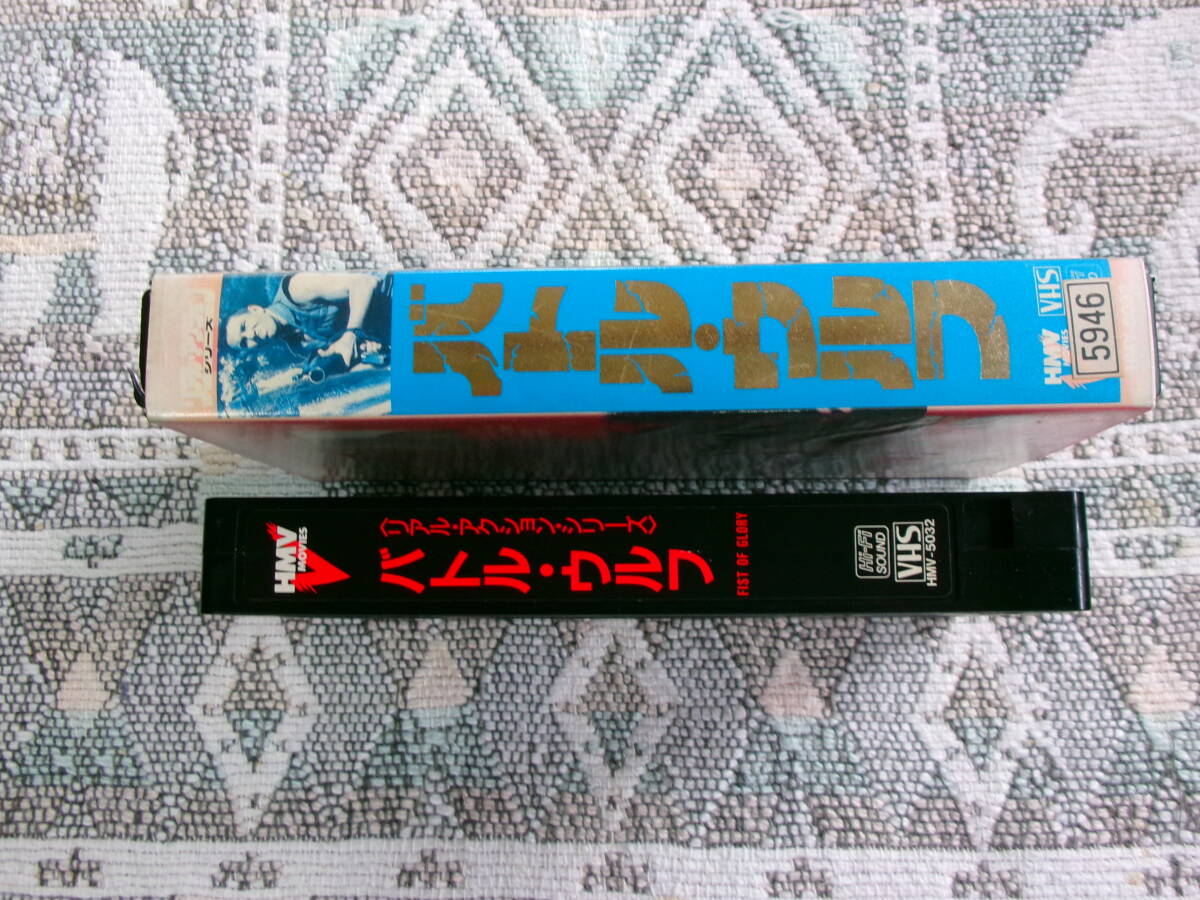 シリーズ
バトル・ウルフ
VHS
HMV
MOVIES
5946
HMV
MOVIES
〈リアル・アクション・シリーズ〉
バトル・ウルフ
FIST OF GLORY
Hi-Fi
SOUND
VHS
HMV-5032